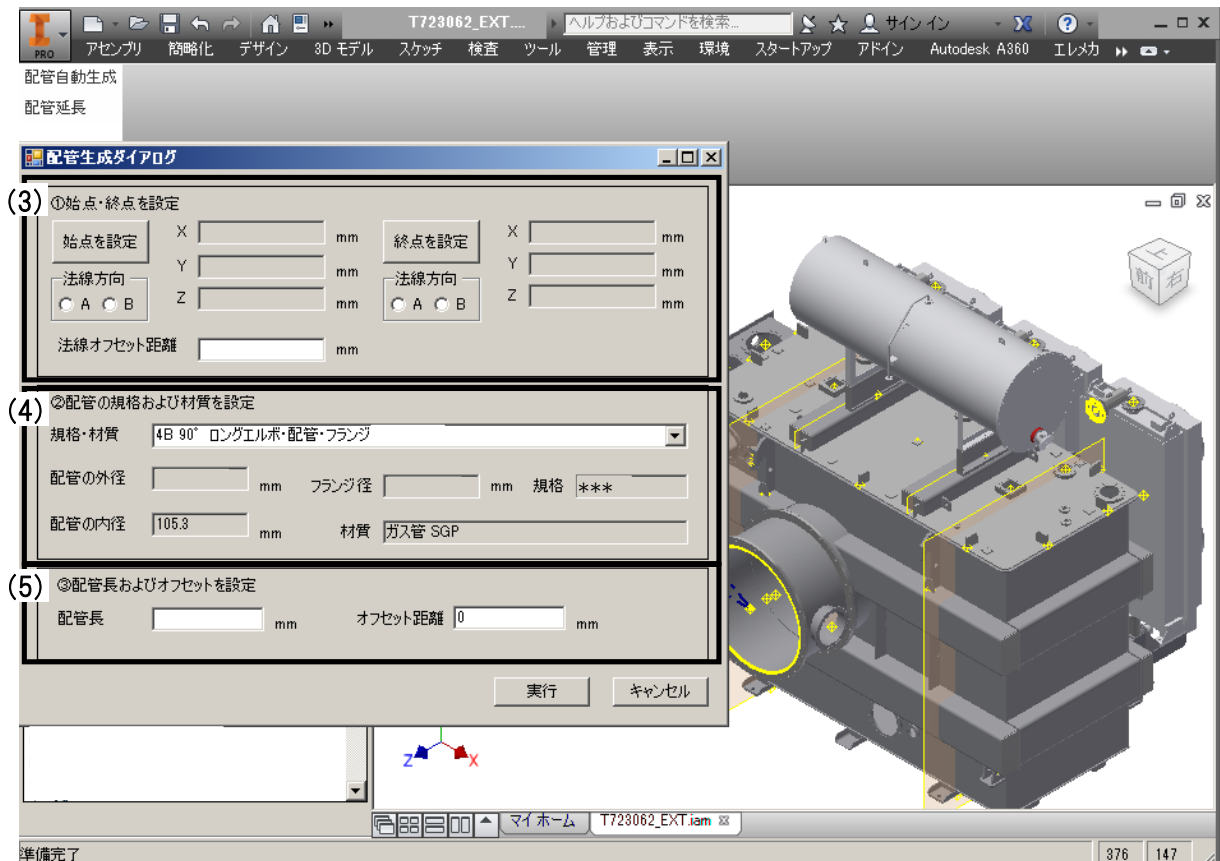 T723062_EXT.... ヘルプおよびコマンドを検索... サイン イン
PRO アセンブリ 簡略化 デザイン 3D モデル スケッチ 検査 ツール 管理 表示 環境 スタートアップ アドイン Autodesk A360 エレメカ
配管自動生成
配管延長
配管生成ダイアログ
(3) ①始点・終点を設定
始点を設定 X mm 終点を設定 X mm
法線方向 Y mm 法線方向 Y mm
A B Z mm A B Z mm
法線オフセット距離 mm
上
前 右
(4) ②配管の規格および材質を設定
規格・材質 4B 90° ロングエルボ・配管・フランジ
配管の外径 mm フランジ径 mm 規格 ***
配管の内径 105.3 mm 材質 ガス管 SGP
(5) ③配管長およびオフセットを設定
配管長 mm オフセット距離 0 mm
実行 キャンセル
Z X
マイ ホーム T723062_EXT.iam
準備完了 376 147